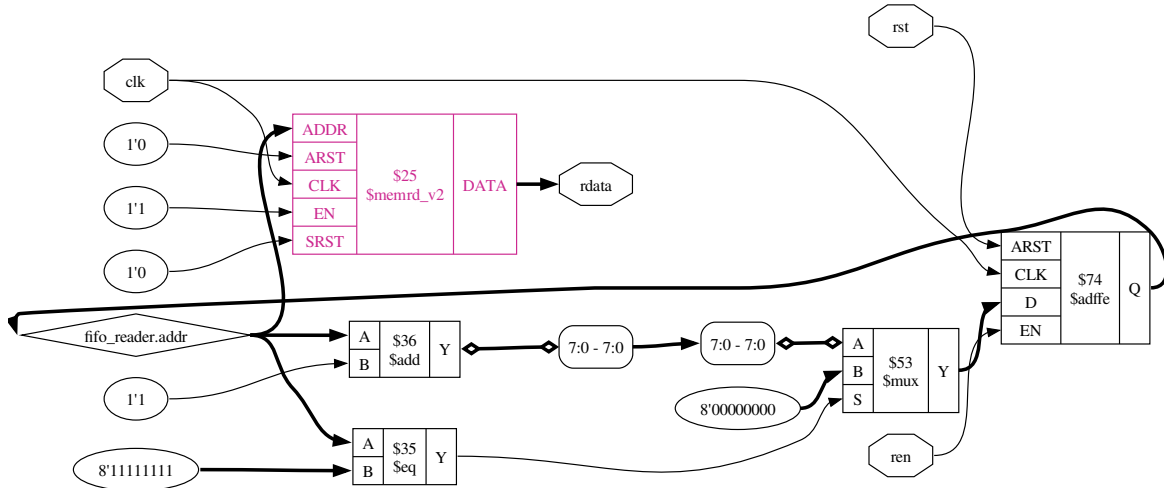 rst
clk
1'0
1'1
1'0
ADDR
ARST
CLK
EN
SRST
$25
$memrd_v2
DATA
rdata
ARST
CLK
D
EN
$74
$adffe
Q
fifo_reader.addr
1'1
8'11111111
A
B
$36
$add
Y
7:0 - 7:0
7:0 - 7:0
8'00000000
A
B
S
$53
$mux
Y
A
B
$35
$eq
Y
ren